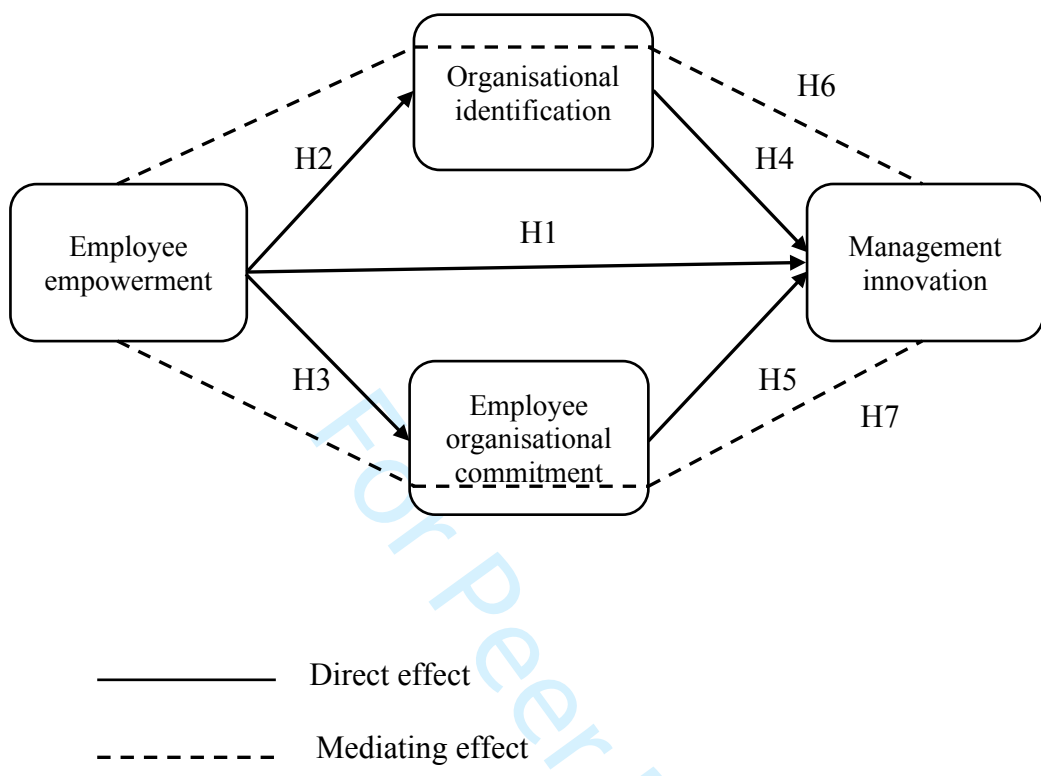 Organisational
identification
H6
H2
H4
H1
Employee
empowerment
Management
innovation
H3
H5
Employee
organisational
commitment
H7
For Peer
Direct effect
Mediating effect